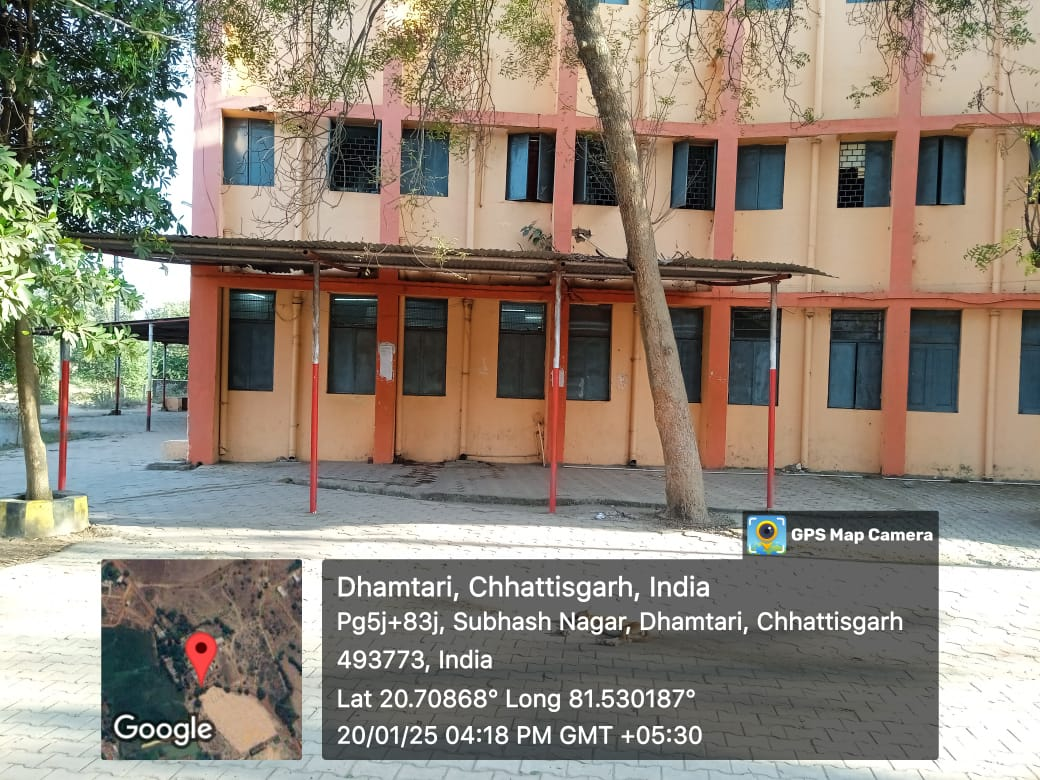 GPS Map Camera
Dhamtari, Chhattisgarh, India
Pg5j+83j, Subhash Nagar, Dhamtari, Chhattisgarh
493773, India
Lat 20.70868° Long 81.530187°
20/01/25 04:18 PM GMT +05:30
Google